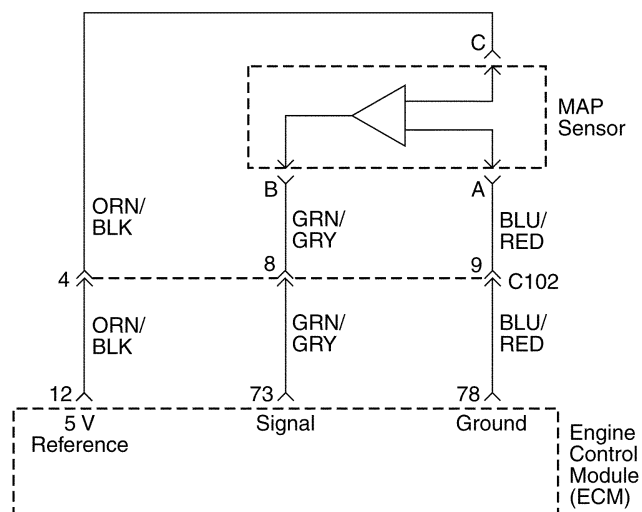 C
MAP
Sensor
B
A
ORN/
BLK
GRN/
GRY
BLU/
RED
4
8
9
C102
ORN/
BLK
GRN/
GRY
BLU/
RED
12
73
78
5 V
Reference
Signal
Ground
Engine
Control
Module
(ECM)